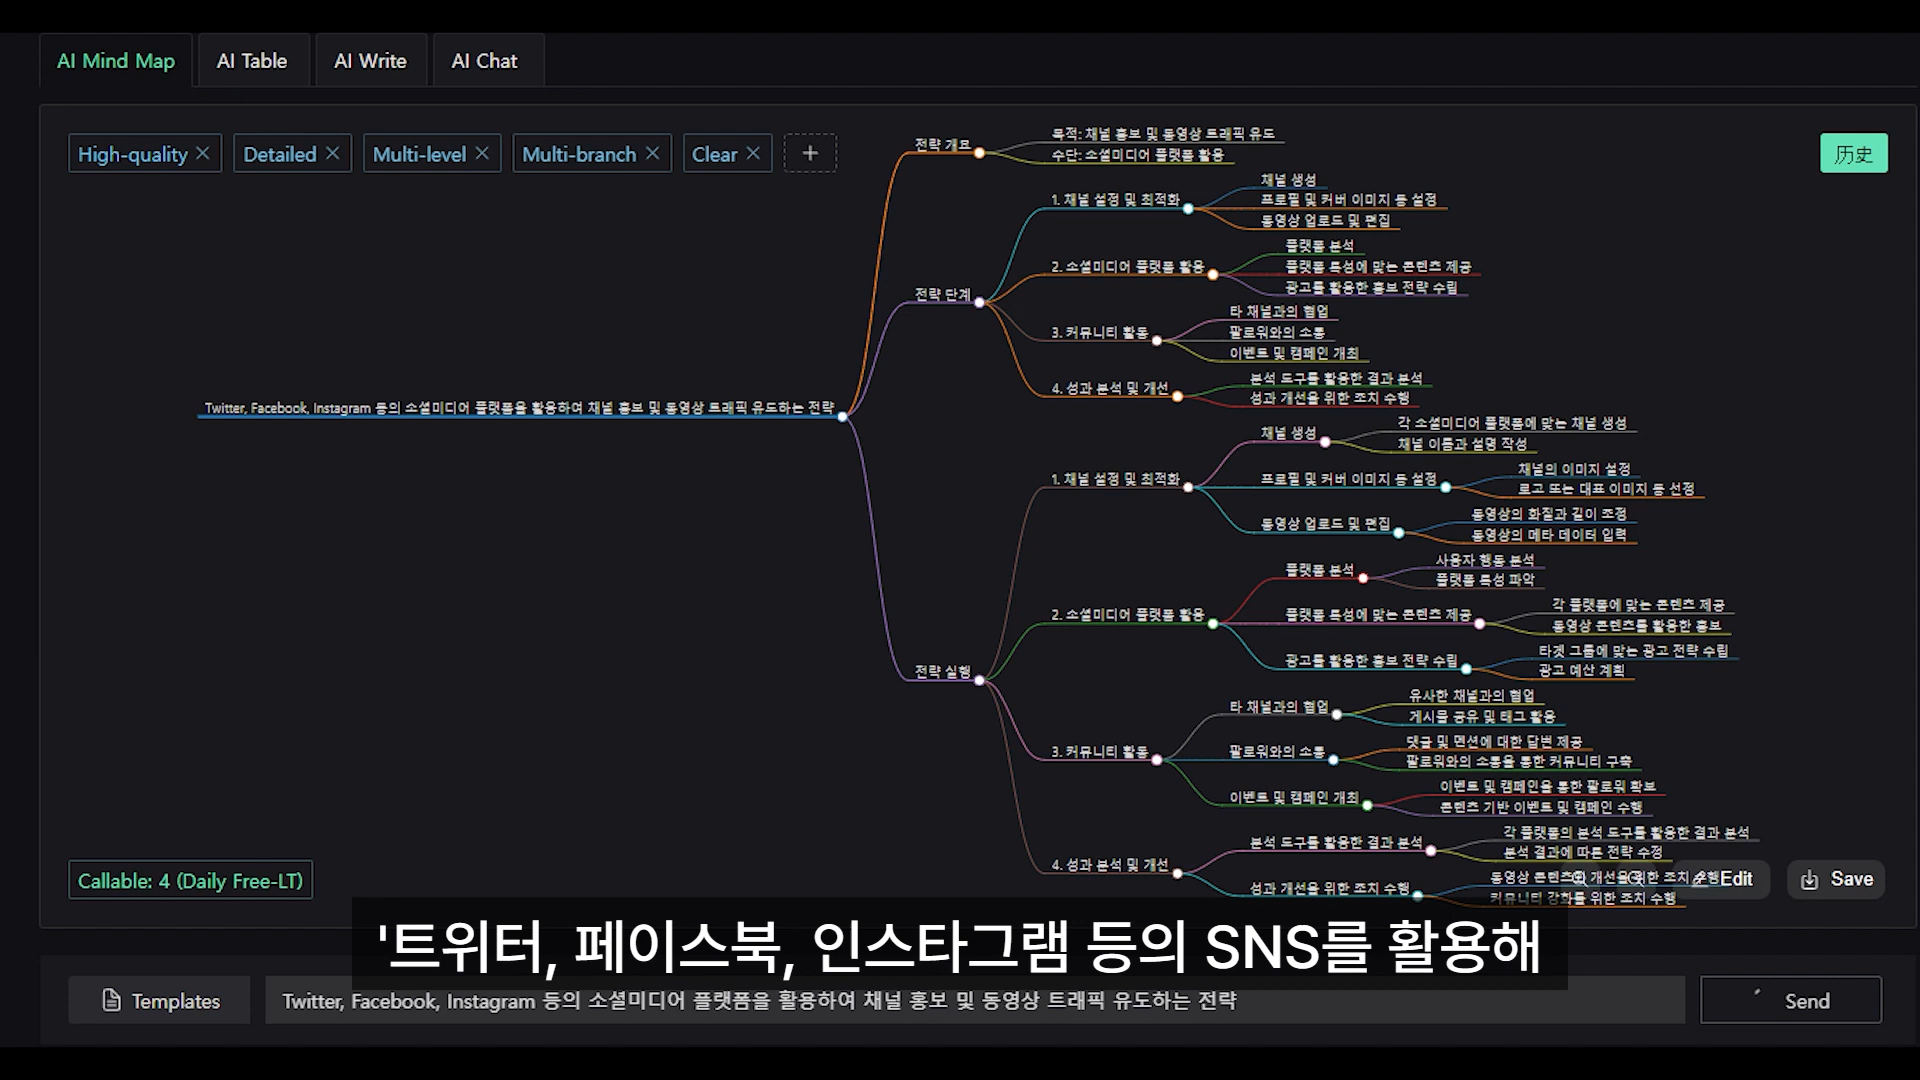 AI Mind Map
AI Table
AI Write
AI Chat
High-quality
Detailed
Multi-level
Multi-branch
Clear
历史
Twitter, Facebook, Instagram 등의 소셜미디어 플랫폼을 활용하여 채널 홍보 및 동영상 트래픽 유도하는 전략
전략 개요
목적: 채널 홍보 및 동영상 트래픽 유도
수단: 소셜미디어 플랫폼 활용
전략 단계
1. 채널 설정 및 최적화
채널 생성
프로필 및 커버 이미지 등 설정
동영상 업로드 및 편집
2. 소셜미디어 플랫폼 활용
플랫폼 분석
플랫폼 특성에 맞는 콘텐츠 제공
광고를 활용한 홍보 전략 수립
3. 커뮤니티 활동
타 채널과의 협업
팔로워와의 소통
이벤트 및 캠페인 개최
4. 성과 분석 및 개선
분석 도구를 활용한 결과 분석
성과 개선을 위한 조치 수행
전략 실행
1. 채널 설정 및 최적화
채널 생성
각 소셜미디어 플랫폼에 맞는 채널 생성
채널 이름과 설명 작성
프로필 및 커버 이미지 등 설정
채널의 이미지 설정
로고 또는 대표 이미지 등 선정
동영상 업로드 및 편집
동영상의 화질과 길이 조정
동영상의 메타 데이터 입력
2. 소셜미디어 플랫폼 활용
플랫폼 분석
사용자 행동 분석
플랫폼 특성 파악
플랫폼 특성에 맞는 콘텐츠 제공
각 플랫폼에 맞는 콘텐츠 제공
동영상 콘텐츠를 활용한 홍보
광고를 활용한 홍보 전략 수립
타겟 그룹에 맞는 광고 전략 수립
광고 예산 계획
3. 커뮤니티 활동
타 채널과의 협업
유사한 채널과의 협업
게시물 공유 및 태그 활용
팔로워와의 소통
댓글 및 멘션에 대한 답변 제공
팔로워와의 소통을 통한 커뮤니티 구축
이벤트 및 캠페인 개최
이벤트 및 캠페인을 통한 팔로워 확보
콘텐츠 기반 이벤트 및 캠페인 수행
4. 성과 분석 및 개선
분석 도구를 활용한 결과 분석
각 플랫폼의 분석 도구를 활용한 결과 분석
분석 결과에 따른 전략 수정
성과 개선을 위한 조치 수행
동영상 콘텐츠 개선을 위한 조치 수행
커뮤니티 강화를 위한 조치 수행
Callable: 4 (Daily Free-LT)
Edit
Save
'트위터, 페이스북, 인스타그램 등의 SNS를 활용해
Templates
Twitter, Facebook, Instagram 등의 소셜미디어 플랫폼을 활용하여 채널 홍보 및 동영상 트래픽 유도하는 전략
Send